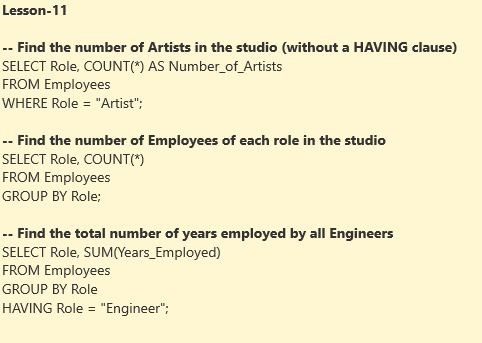 Lesson-11
-- Find the number of Artists in the studio (without a HAVING clause)
SELECT Role, COUNT(*) AS Number_of_Artists
FROM Employees
WHERE Role = "Artist";
-- Find the number of Employees of each role in the studio
SELECT Role, COUNT(*)
FROM Employees
GROUP BY Role;
-- Find the total number of years employed by all Engineers
SELECT Role, SUM(Years_Employed)
FROM Employees
GROUP BY Role
HAVING Role = "Engineer";